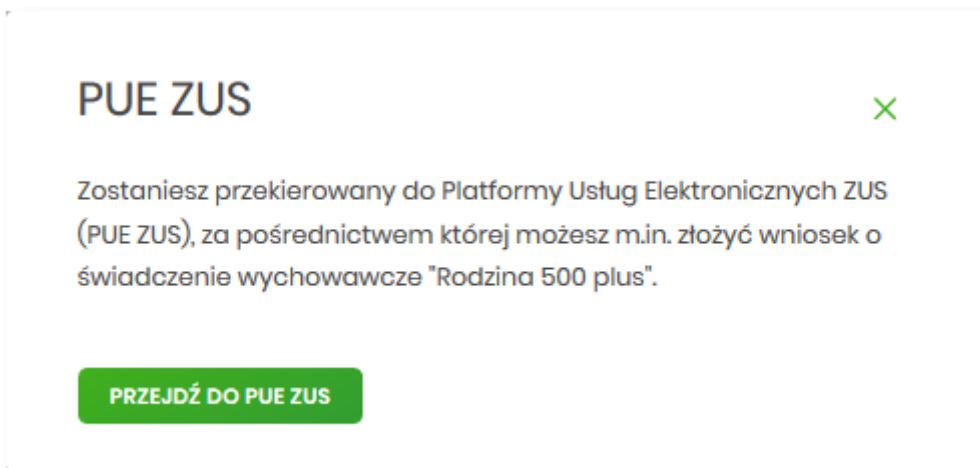 PUE ZUS
Zostaniesz przekierowany do Platformy Usług Elektronicznych ZUS
(PUE ZUS), za pośrednictwem której możesz m.in. złożyć wniosek o
świadczenie wychowawcze "Rodzina 500 plus".
PRZEJDŹ DO PUE ZUS